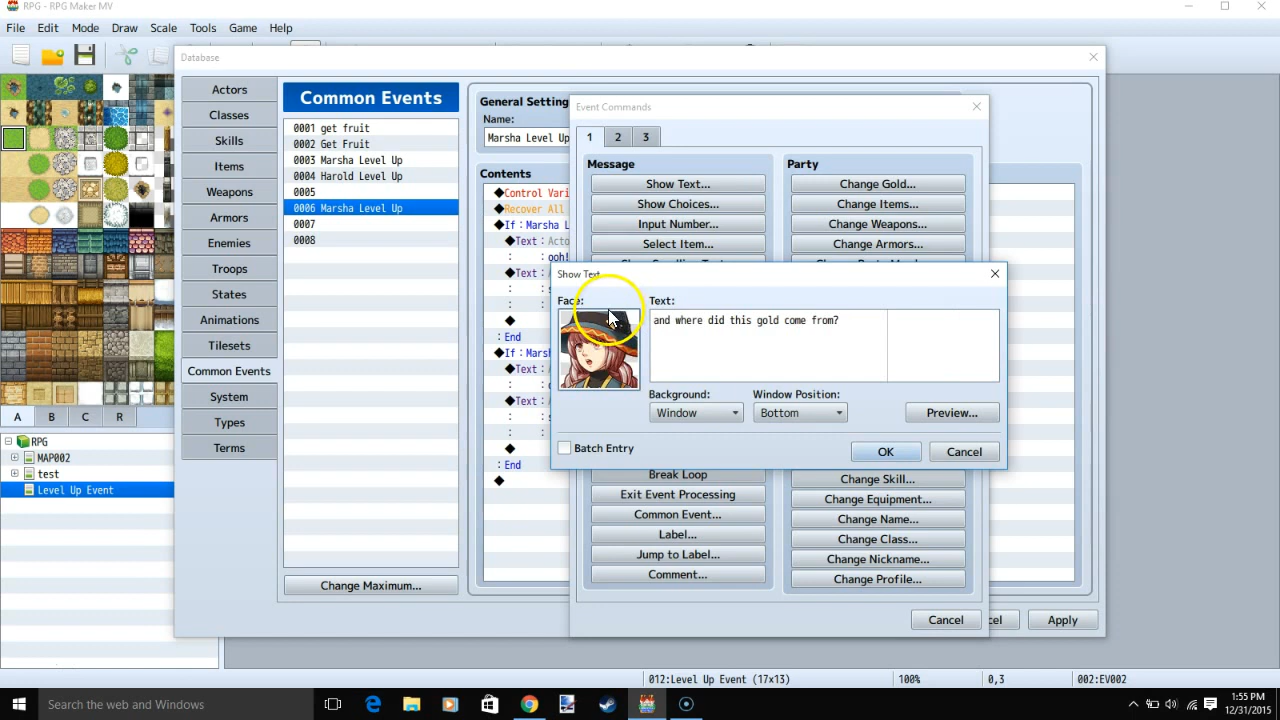 RPG - RPG Maker MV
File Edit Mode Draw Scale Tools Game Help
Database
Actors
Classes
Skills
Items
Weapons
Armors
Enemies
Troops
States
Animations
Tilesets
Common Events
System
Types
Terms
Common Events
0001 get fruit
0002 Get Fruit
0003 Marsha Level Up
0004 Harold Level Up
0005
0006 Marsha Level Up
0007
0008
Change Maximum...
General Setting
Name:
Marsha Level Up
Contents
◆Control Vari
◆Recover All
◆If：Marsha L
◆Text：Acto
： ooh!
◆Text：A
： s
：
◆
：End
◆If：Marsh
◆Text：A
：
◆Text：A
： s
：
◆
：End
◆
Event Commands
1 2 3
Message
Show Text...
Show Choices...
Input Number...
Select Item...
Break Loop
Exit Event Processing
Common Event...
Label...
Jump to Label...
Comment...
Party
Change Gold...
Change Items...
Change Weapons...
Change Armors...
Change Skill...
Change Equipment...
Change Name...
Change Class...
Change Nickname...
Change Profile...
Cancel
cel
Apply
Show Text
Face:
Text:
and where did this gold come from?
Background:
Window
Window Position:
Bottom
Preview...
Batch Entry
OK
Cancel
A B C R
RPG
MAP002
test
Level Up Event
012:Level Up Event (17×13)
100%
0,3
002:EV002
Search the web and Windows
1:55 PM
12/31/2015